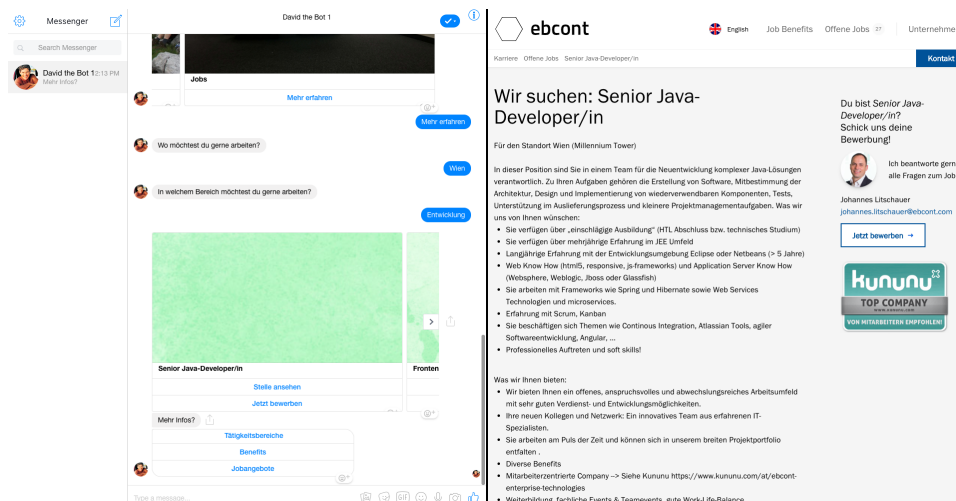 Messenger
Search Messenger
David the Bot 1 2:13 PM
Mehr Infos?
David the Bot 1
Jobs
Mehr erfahren
Mehr erfahren
Wo möchtest du gerne arbeiten?
Wien
In welchem Bereich möchtest du gerne arbeiten?
Entwicklung
Senior Java-Developer/in
Fronten
Stelle ansehen
Jetzt bewerben
Mehr Infos?
Tätigkeitsbereiche
Benefits
Jobangebote
Type a message...
GIF
ebcont
English Job Benefits Offene Jobs 27 Unternehme
Karriere Offene Jobs Senior Java-Developer/in
Kontakt
Wir suchen: Senior Java-
Developer/in
Für den Standort Wien (Millennium Tower)
In dieser Position sind Sie in einem Team für die Neuentwicklung komplexer Java-Lösungen
verantwortlich. Zu Ihren Aufgaben gehören die Erstellung von Software, Mitbestimmung der
Architektur, Design und Implementierung von wiederverwendbaren Komponenten, Tests,
Unterstützung im Auslieferungsprozess und kleinere Projektmanagementaufgaben. Was wir
uns von Ihnen wünschen:
• Sie verfügen über „einschlägige Ausbildung“ (HTL Abschluss bzw. technisches Studium)
• Sie verfügen über mehrjährige Erfahrung im JEE Umfeld
• Langjährige Erfahrung mit der Entwicklungsumgebung Eclipse oder Netbeans (> 5 Jahre)
• Web Know How (html5, responsive, js-frameworks) und Application Server Know How
(Websphere, Weblogic, Jboss oder Glassfish)
• Sie arbeiten mit Frameworks wie Spring und Hibernate sowie Web Services
Technologien und microservices.
• Erfahrung mit Scrum, Kanban
• Sie beschäftigen sich Themen wie Continous Integration, Atlassian Tools, agiler
Softwareentwicklung, Angular, ...
• Professionelles Auftreten und soft skills!
Was wir Ihnen bieten:
• Wir bieten Ihnen ein offenes, anspruchsvolles und abwechslungsreiches Arbeitsumfeld
mit sehr guten Verdienst- und Entwicklungsmöglichkeiten.
• Ihre neuen Kollegen und Netzwerk: Ein innovatives Team aus erfahrenen IT-
Spezialisten.
• Sie arbeiten am Puls der Zeit und können sich in unserem breiten Projektportfolio
entfalten .
• Diverse Benefits
• Mitarbeiterzentrierte Company –> Siehe Kununu https://www.kununu.com/at/ebcont-
enterprise-technologies
• Weiterbildung, fachliche Events & Teamevents, gute Work-Life-Balance
Du bist Senior Java-
Developer/in?
Schick uns deine
Bewerbung!
Ich beantworte gern
alle Fragen zum Job
Johannes Litschauer
johannes.litschauer@ebcont.com
Jetzt bewerben →
kununu
TOP COMPANY
www.kununu.com
VON MITARBEITERN EMPFOHLEN!